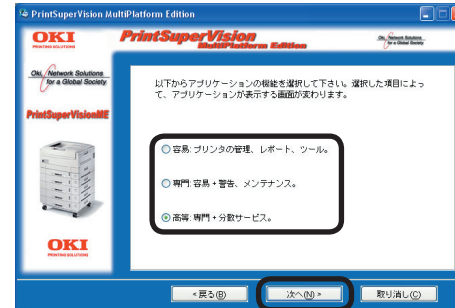 PrintSuperVision MultiPlatform Edition
OKI
PRINTING SOLUTIONS
PrintSuperVision
MultiPlatform Edition
Oki, Network Solutions
for a Global Society
Oki, Network Solutions
for a Global Society
PrintSuperVisionME
以下からアプリケーションの機能を選択して下さい。選択した項目によっ
て、アプリケーションが表示する画面が変わります。
容易: プリンタの管理、レポート、ツール。
専門: 容易 + 警告、メンテナンス。
高等: 専門 + 分散サービス。
OKI
PRINTING SOLUTIONS
<戻る(B)
次へ(N)>
取り消し(C)